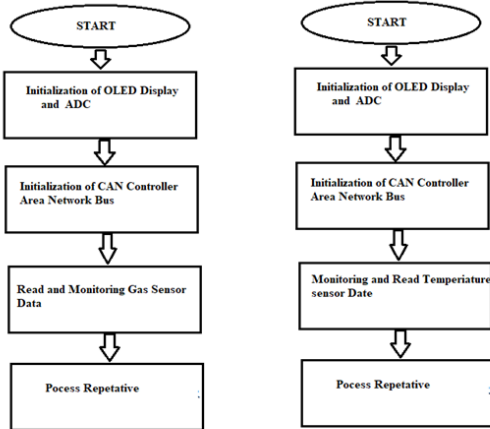 START
Initialization of OLED Display
and ADC
Initialization of CAN Controller
Area Network Bus
Read and Monitoring Gas Sensor
Data
Pocess Repetative
START
Initialization of OLED Display
and ADC
Initialization of CAN Controller
Area Network Bus
Monitoring and Read Temperiature
sensor Date
Pocess Repetative